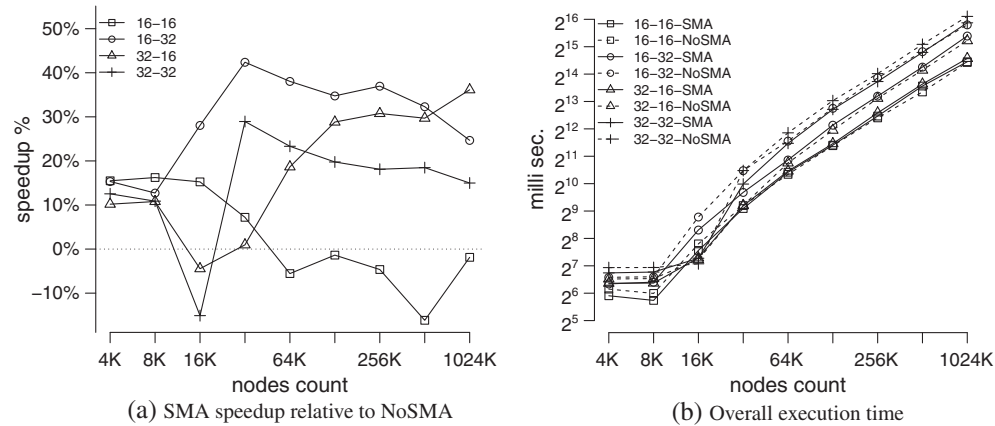 speedup %
50%
40%
30%
20%
10%
0%
−10%
16−16
16−32
32−16
32−32
4K 8K 16K 64K 256K 1024K
nodes count
(a) SMA speedup relative to NoSMA
milli sec.
2^16
2^15
2^14
2^13
2^12
2^11
2^10
2^9
2^8
2^7
2^6
2^5
16−16−SMA
16−16−NoSMA
16−32−SMA
16−32−NoSMA
32−16−SMA
32−16−NoSMA
32−32−SMA
32−32−NoSMA
4K 8K 16K 64K 256K 1024K
nodes count
(b) Overall execution time